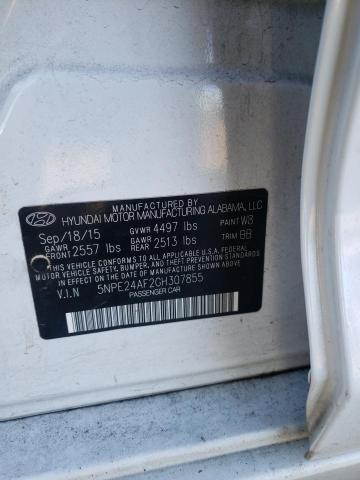 MANUFACTURED BY
HYUNDAI MOTOR MANUFACTURING ALABAMA, LLC
Sep/18/15 GVWR 4497 lbs PAINT W8
GAWR FRONT 2557 lbs GAWR REAR 2513 lbs TRIM BB
THIS VEHICLE CONFORMS TO ALL APPLICABLE U.S. FEDERAL
MOTOR VEHICLE SAFETY, BUMPER, AND THEFT PREVENTION
STANDARDS IN EFFECT ON THE DATE OF MANUFACTURE SHOWN ABOVE.
V.I.N 5NPE24AF2GH307855
PASSENGER CAR